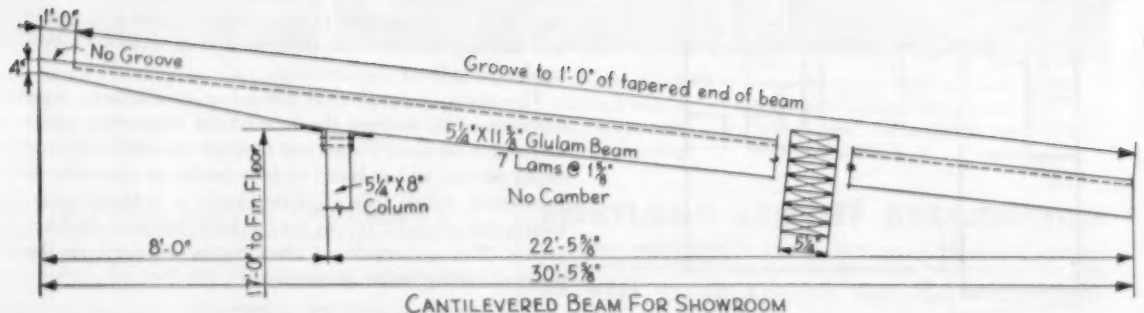 1'-0"
No Groove
4"
Groove to 1'-0" of tapered end of beam
5¼"X11⅜" Glulam Beam
7 Lams @ 1⅝"
No Camber
5¼"X8"
Column
17'-0" to Fin Floor
8'-0"
22'-5⅝"
5¼"
30'-5⅝"
CANTILEVERED BEAM FOR SHOWROOM